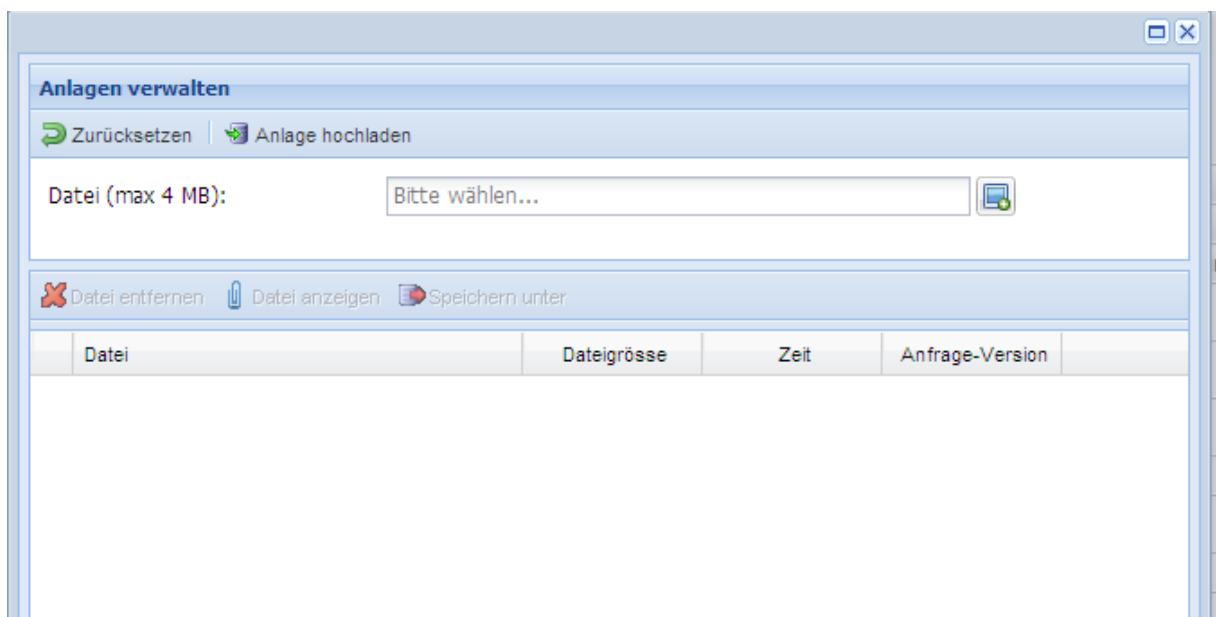 Anlagen verwalten
Zurücksetzen Anlage hochladen
Datei (max 4 MB): Bitte wählen...
Datei entfernen Datei anzeigen Speichern unter
Datei Dateigrösse Zeit Anfrage-Version